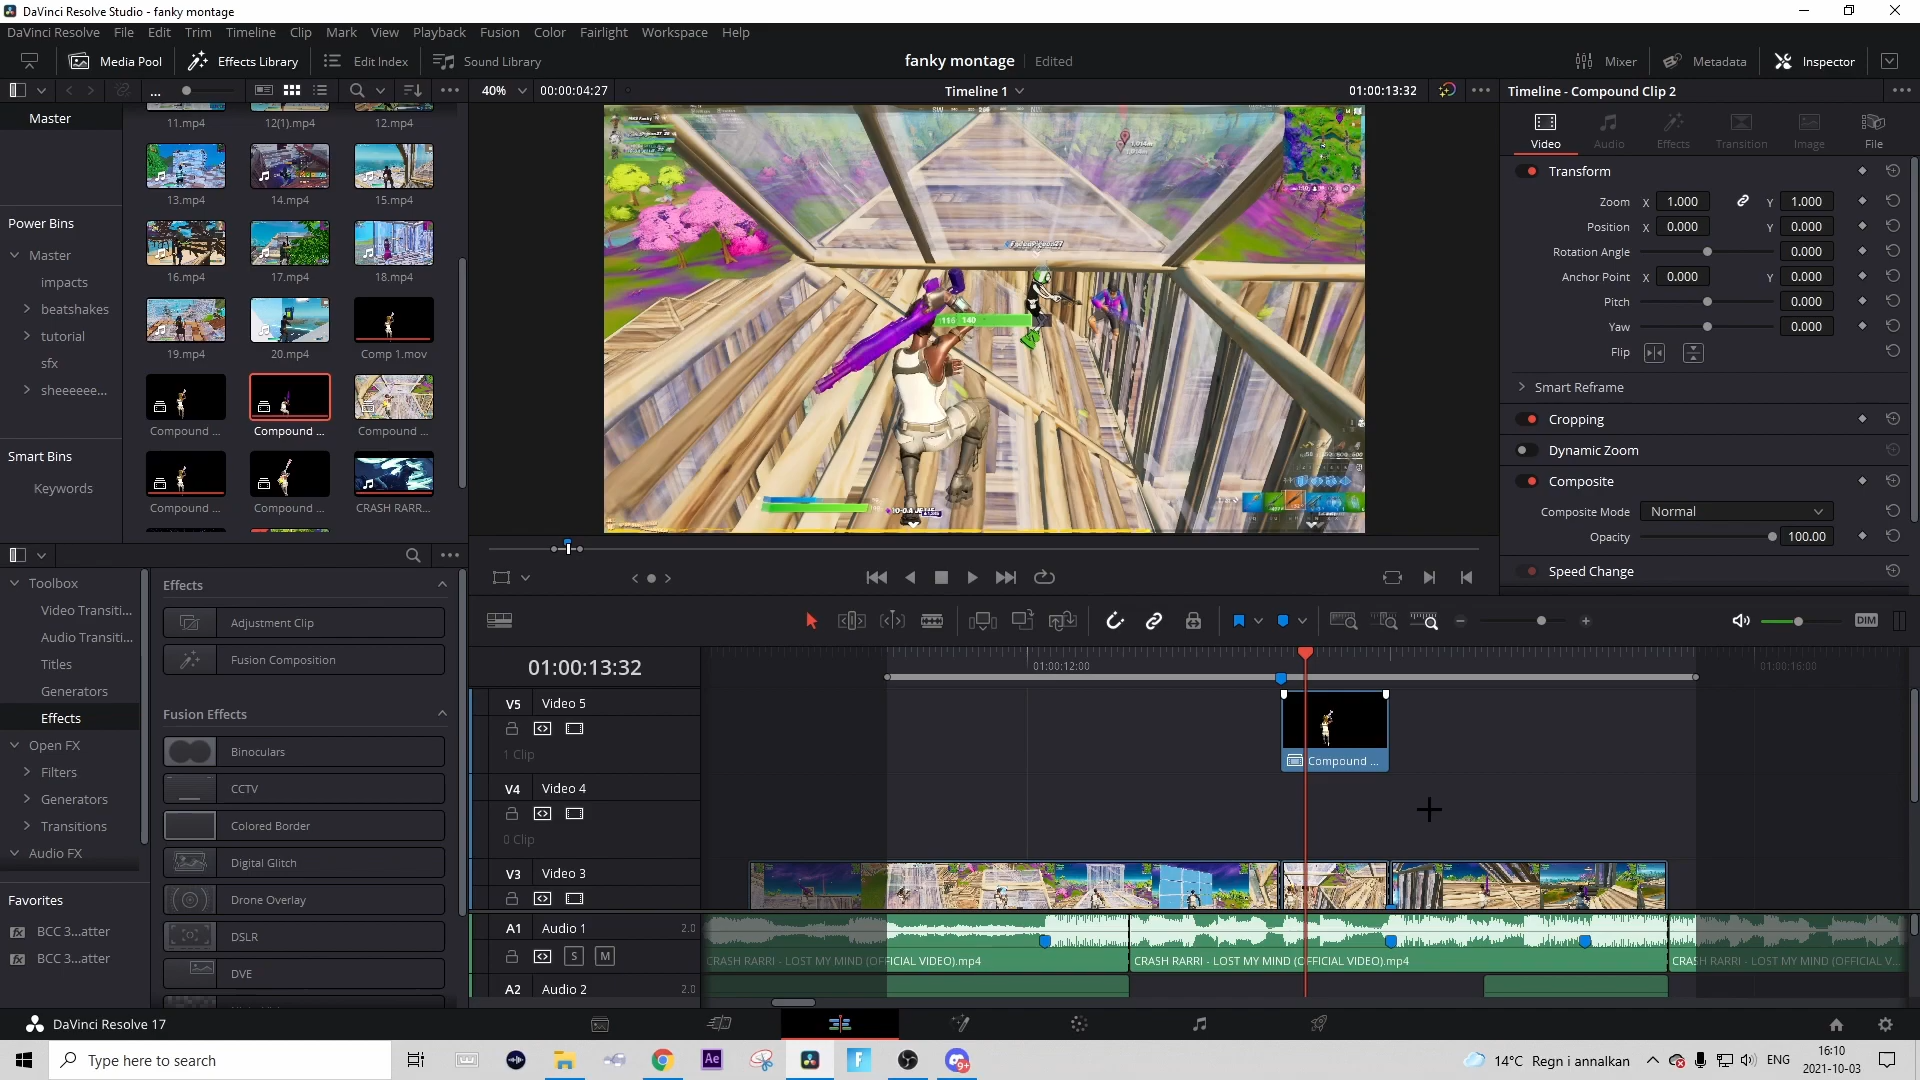 DaVinci Resolve Studio - fanky montage
DaVinci Resolve File Edit Trim Timeline Clip Mark View Playback Fusion Color Fairlight Workspace Help
Media Pool Effects Library Edit Index Sound Library
fanky montage Edited
Mixer Metadata Inspector
...
40% 00:00:04:27
Timeline 1
01:00:13:32
Timeline - Compound Clip 2
Master
Power Bins
Master
impacts
beatshakes
tutorial
sfx
sheeeeee...
Smart Bins
Keywords
11.mp4 12(1).mp4 12.mp4
13.mp4 14.mp4 15.mp4
16.mp4 17.mp4 18.mp4
19.mp4 20.mp4 Comp 1.mov
Compound ... Compound ... Compound ...
Compound ... Compound ... CRASH RARR...
116 140
Video Audio Effects Transition Image File
Transform
Zoom X 1.000 Y 1.000
Position X 0.000 Y 0.000
Rotation Angle 0.000
Anchor Point X 0.000 Y 0.000
Pitch 0.000
Yaw 0.000
Flip
Smart Reframe
Cropping
Dynamic Zoom
Composite
Composite Mode Normal
Opacity 100.00
Speed Change
Toolbox
Video Transiti...
Audio Transiti...
Titles
Generators
Effects
Open FX
Filters
Generators
Transitions
Audio FX
Favorites
BCC 3...atter
BCC 3...atter
Effects
Adjustment Clip
Fusion Composition
Fusion Effects
Binoculars
CCTV
Colored Border
Digital Glitch
Drone Overlay
DSLR
DVE
DIM
01:00:13:32
01:00:12:00
01:00:16:00
V5 Video 5
1 Clip
Compound ...
V4 Video 4
0 Clip
V3 Video 3
A1 Audio 1 2.0
S M
CRASH RARRI - LOST MY MIND (OFFICIAL VIDEO).mp4
CRASH RARRI - LOST MY MIND (OFFICIAL VIDEO).mp4
CRASH RARRI - LOST MY MIND (OFFICIAL V...
A2 Audio 2 2.0
DaVinci Resolve 17
Type here to search
Ae
F
9+
14°C Regn i annalkan
ENG
16:10
2021-10-03